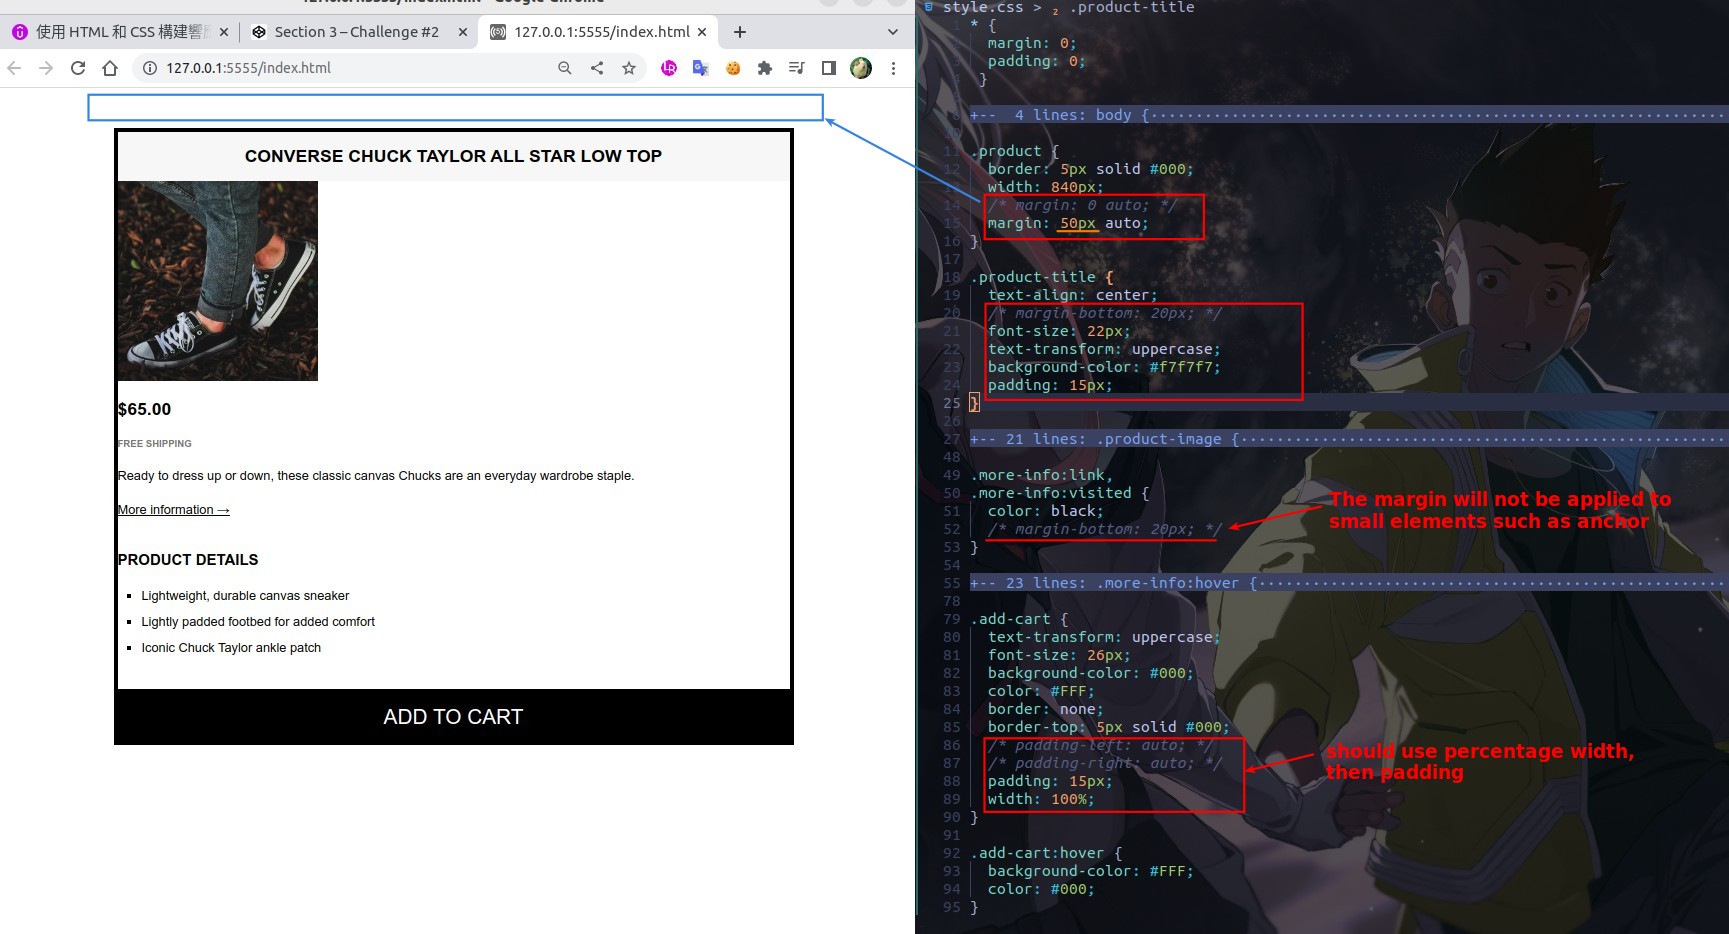 使用 HTML 和 CSS 構建響應
Section 3 – Challenge #2
127.0.0.1:5555/index.html
127.0.0.1:5555/index.html
CONVERSE CHUCK TAYLOR ALL STAR LOW TOP
$65.00
FREE SHIPPING
Ready to dress up or down, these classic canvas Chucks are an everyday wardrobe staple.
More information →
PRODUCT DETAILS
Lightweight, durable canvas sneaker
Lightly padded footbed for added comfort
Iconic Chuck Taylor ankle patch
ADD TO CART
style.css > .product-title
* {
margin: 0;
padding: 0;
}
+-- 4 lines: body {
11 .product {
12 border: 5px solid #000;
width: 840px;
14 /* margin: 0 auto; */
15 margin: 50px auto;
16 }
17
18 .product-title {
19 text-align: center;
20 /* margin-bottom: 20px; */
21 font-size: 22px;
22 text-transform: uppercase;
23 background-color: #f7f7f7;
24 padding: 15px;
25 }
26
27 +-- 21 lines: .product-image {
48
49 .more-info:link,
50 .more-info:visited {
51 color: black;
52 /* margin-bottom: 20px; */
53 }
54
55 +-- 23 lines: .more-info:hover {
78
79 .add-cart {
80 text-transform: uppercase;
81 font-size: 26px;
82 background-color: #000;
83 color: #FFF;
84 border: none;
85 border-top: 5px solid #000;
86 /* padding-left: auto; */
87 /* padding-right: auto; */
88 padding: 15px;
89 width: 100%;
90 }
91
92 .add-cart:hover {
93 background-color: #FFF;
94 color: #000;
95 }
The margin will not be applied to
small elements such as anchor
should use percentage width,
then padding